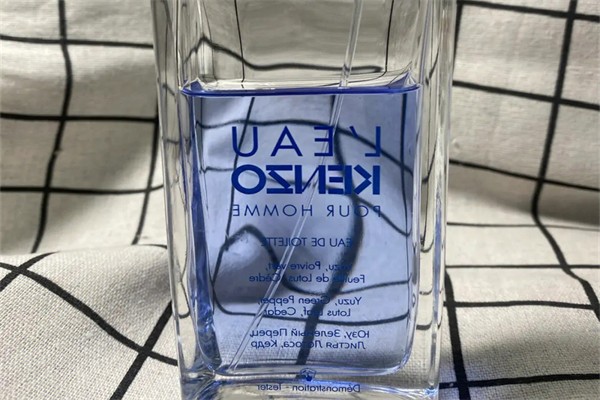 L'EAU
KENZO
POUR HOMME
EAU DE TOILETTE
Yuzu, Poivre vert,
Feuille de Lotus, Cèdre
Yuzu, Green Pepper,
Lotus Leaf, Cedar
Юзу, Зеленый Перец,
Листья Лотоса, Кедр
Démonstration - Tester